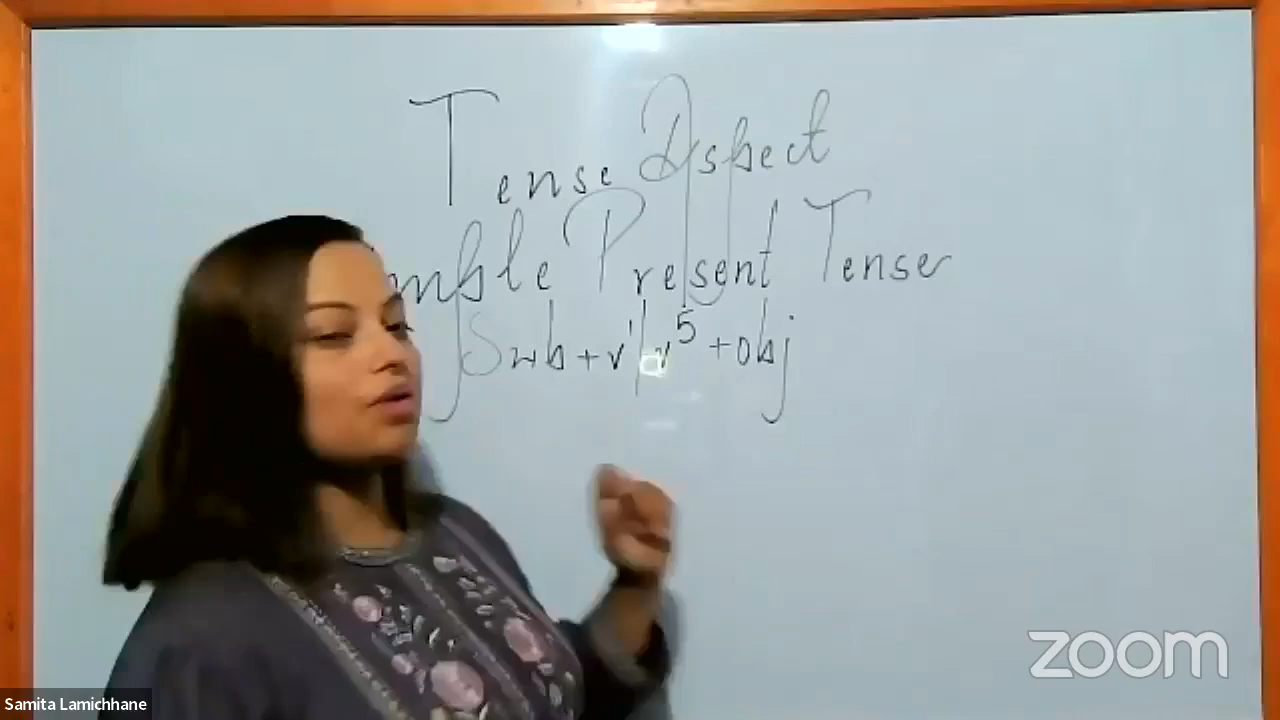 Tense Aspect
mple Present Tense
Sub+v¹/v⁵+obj
zoom
Samita Lamichhane